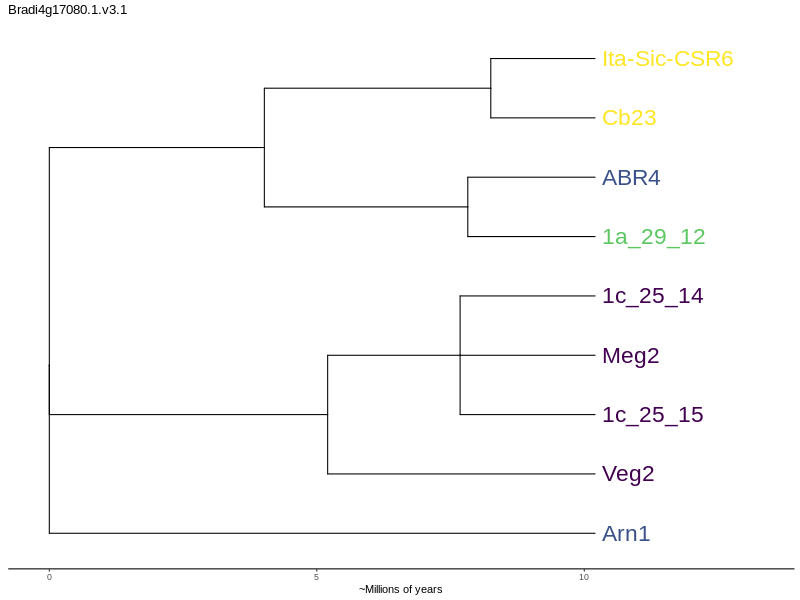 Bradi4g17080.1.v3.1
Ita-Sic-CSR6
Cb23
ABR4
1a_29_12
1c_25_14
Meg2
1c_25_15
Veg2
Arn1
0 5 10
~Millions of years